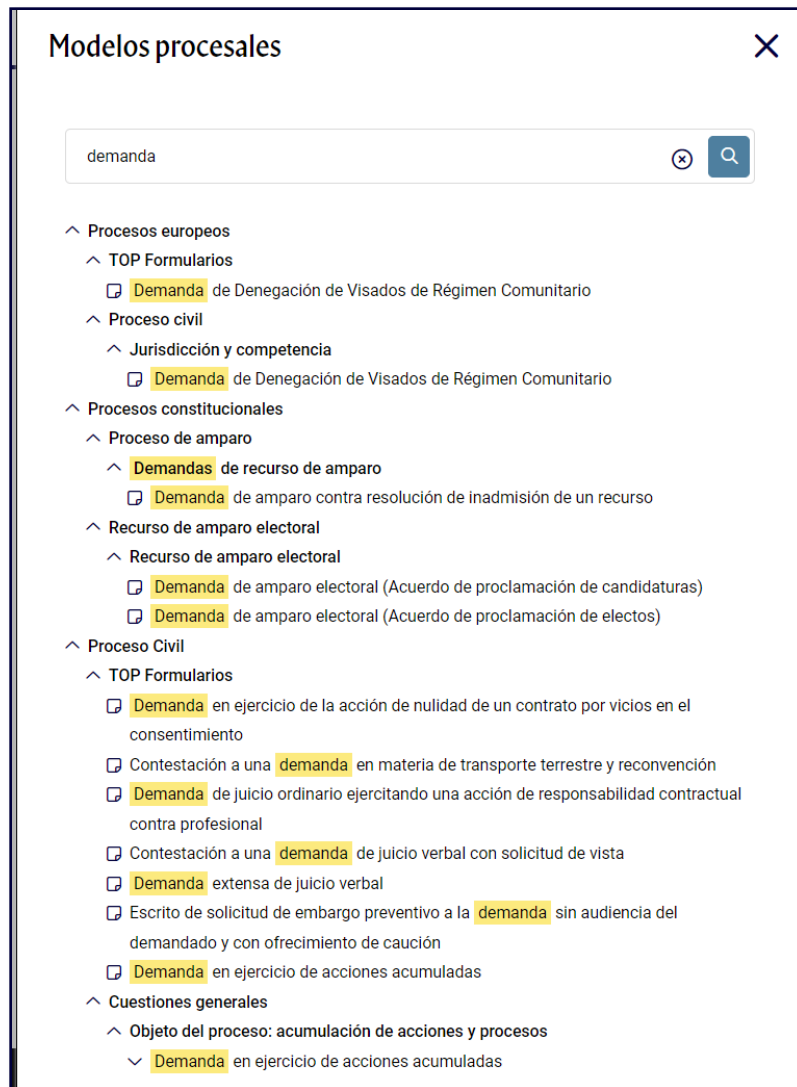 Modelos procesales
demanda
Procesos europeos
TOP Formularios
Demanda de Denegación de Visados de Régimen Comunitario
Proceso civil
Jurisdicción y competencia
Demanda de Denegación de Visados de Régimen Comunitario
Procesos constitucionales
Proceso de amparo
Demandas de recurso de amparo
Demanda de amparo contra resolución de inadmisión de un recurso
Recurso de amparo electoral
Recurso de amparo electoral
Demanda de amparo electoral (Acuerdo de proclamación de candidaturas)
Demanda de amparo electoral (Acuerdo de proclamación de electos)
Proceso Civil
TOP Formularios
Demanda en ejercicio de la acción de nulidad de un contrato por vicios en el
consentimiento
Contestación a una demanda en materia de transporte terrestre y reconvención
Demanda de juicio ordinario ejercitando una acción de responsabilidad contractual
contra profesional
Contestación a una demanda de juicio verbal con solicitud de vista
Demanda extensa de juicio verbal
Escrito de solicitud de embargo preventivo a la demanda sin audiencia del
demandado y con ofrecimiento de caución
Demanda en ejercicio de acciones acumuladas
Cuestiones generales
Objeto del proceso: acumulación de acciones y procesos
Demanda en ejercicio de acciones acumuladas